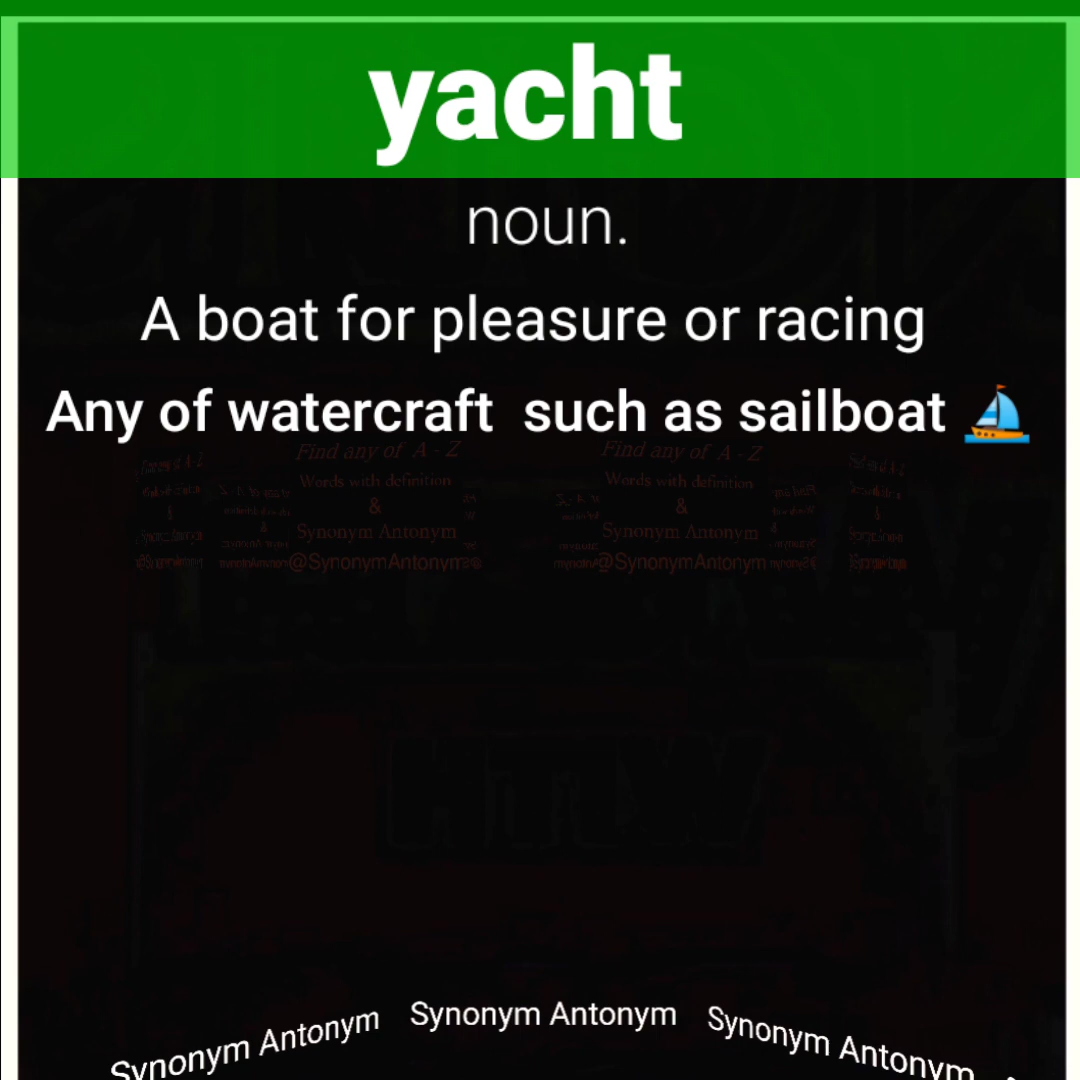 yacht
noun.
A boat for pleasure or racing
Any of watercraft such as sailboat ⛵
Find any of A - Z Find any of A - Z
Words with definition Words with definition
& &
Synonym Antonym Synonym Antonym
@SynonymAntonym @SynonymAntonym
Synonym Antonym Synonym Antonym Synonym Antonym